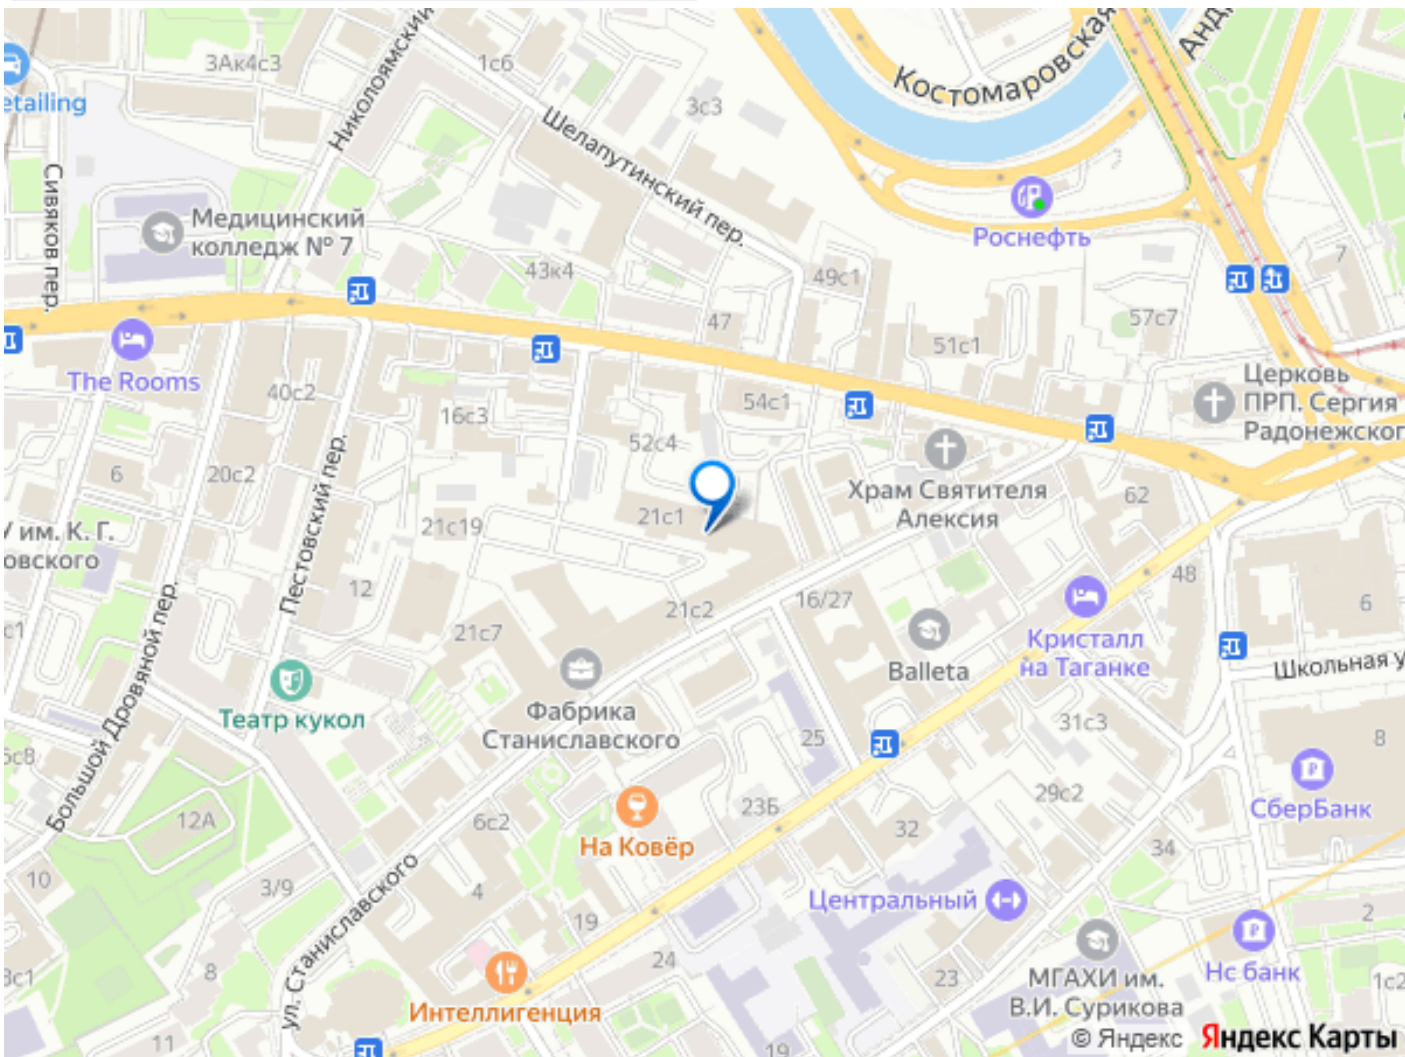 3Ак4с3
1с6
Николоямский
Костомаровская
etailing
3с3
Шелапутинский пер.
Сивяков пер.
Медицинский
колледж № 7
Роснефть
7
43к4
49с1
47
57с7
51с1
The Rooms
Церковь
ПРП. Сергия
Радонежског
40с2
16с3
54с1
52с4
6
20с2
Пестовский пер.
Храм Святителя
Алексия
62
21с1
21с19
им. К. Г.
овского
12
48
16/27
21с2
6
с1
21с7
Balleta
Кристалл
на Таганке
Школьная у
Большой Дровяной пер.
Театр кукол
Фабрика
Станиславского
31с3
25
8
5с8
СберБанк
12А
6с2
На Ковёр
23Б
29с2
32
34
10
3/9
4
Центральный
2
19
ул. Станиславского
8
24
23
МГАХИ им.
В.И. Сурикова
Нс банк
1с2
3с1
Интеллигенция
11
19
© Яндекс
Яндекс Карты